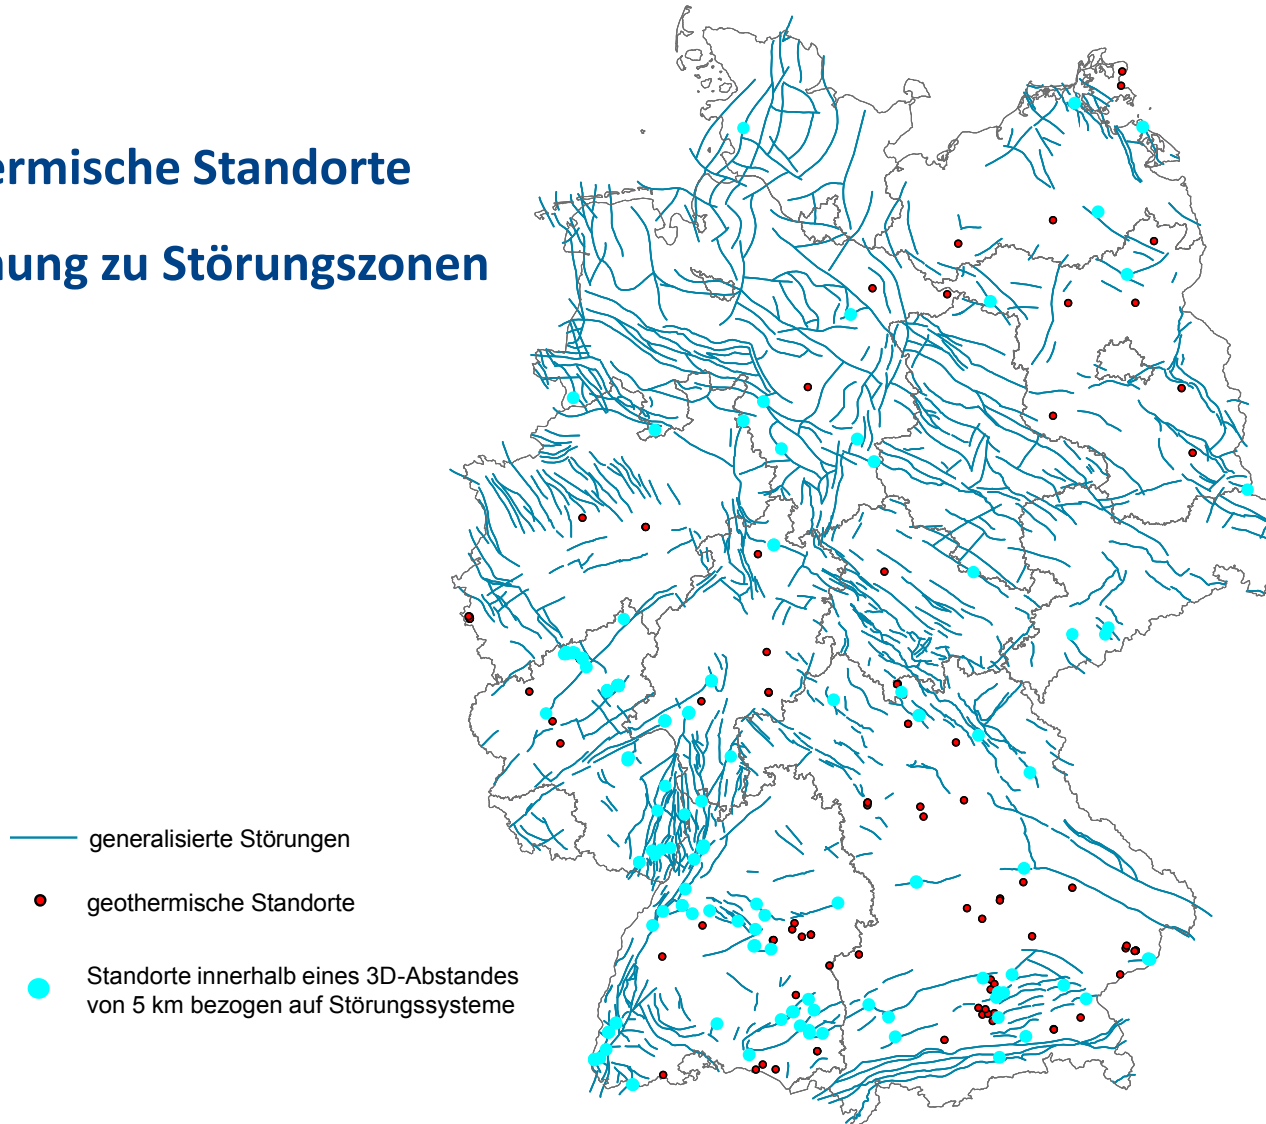 ermische Standorte
nung zu Störungszonen
generalisierte Störungen
geothermische Standorte
Standorte innerhalb eines 3D-Abstandes
von 5 km bezogen auf Störungssysteme